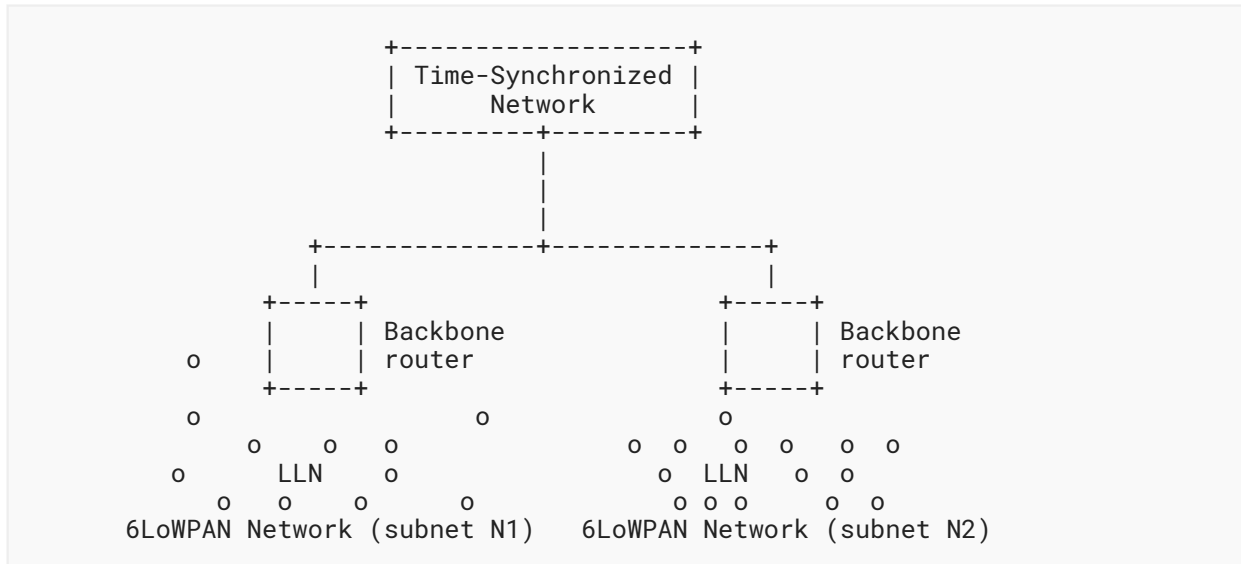 +-------------------+
| Time-Synchronized |
|      Network      |
+---------+---------+
          |
          |
          |
+--------------+--------------+
|                             |
+-----+                       +-----+
|     | Backbone              |     | Backbone
o    |     | router                |     | router
+-----+                       +-----+
o                  o               o
o    o   o               o  o   o  o   o  o
o      LLN    o                 o  LLN   o  o
o   o    o      o             o o o     o  o
6LoWPAN Network (subnet N1)   6LoWPAN Network (subnet N2)